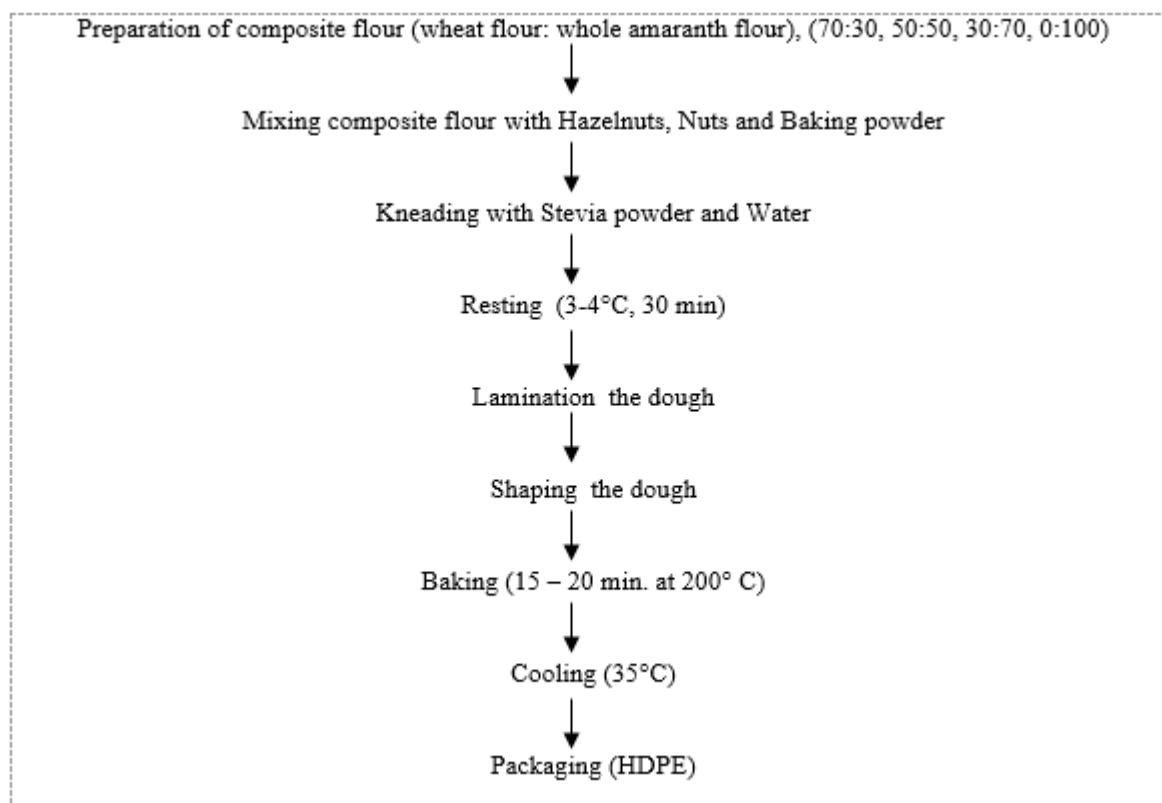 Preparation of composite flour (wheat flour: whole amaranth flour), (70:30, 50:50, 30:70, 0:100)
Mixing composite flour with Hazelnuts, Nuts and Baking powder
Kneading with Stevia powder and Water
Resting (3-4°C, 30 min)
Lamination the dough
Shaping the dough
Baking (15 – 20 min. at 200° C)
Cooling (35°C)
Packaging (HDPE)